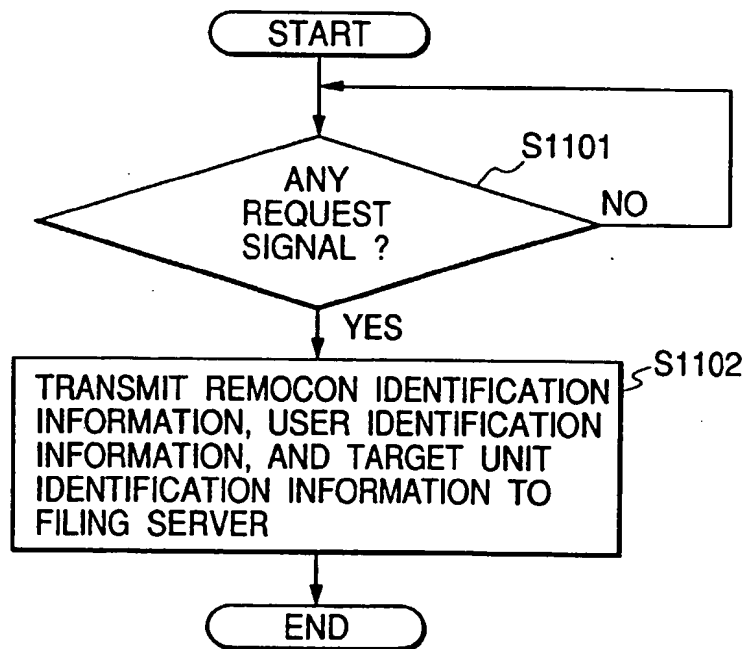 START
S1101
ANY
REQUEST
SIGNAL ?
NO
YES
S1102
TRANSMIT REMOCON IDENTIFICATION
INFORMATION, USER IDENTIFICATION
INFORMATION, AND TARGET UNIT
IDENTIFICATION INFORMATION TO
FILING SERVER
END